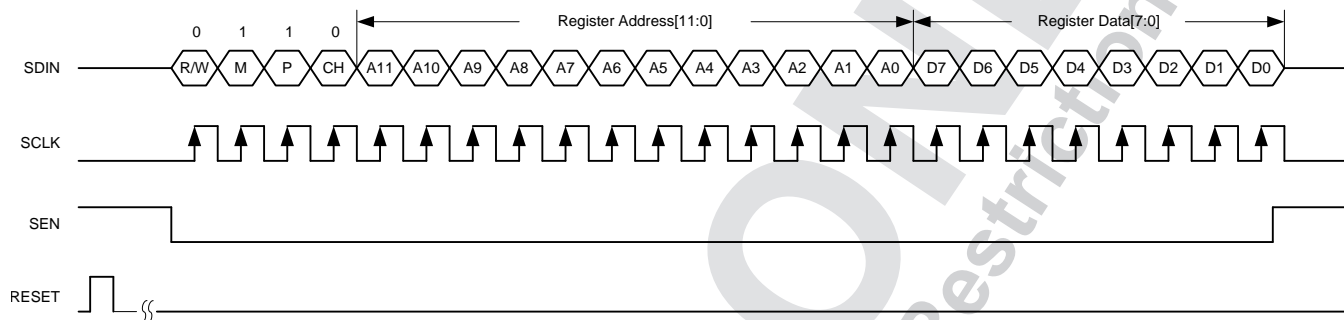 0 1 1 0 Register Address[11:0] Register Data[7:0]
SDIN R/W M P CH A11 A10 A9 A8 A7 A6 A5 A4 A3 A2 A1 A0 D7 D6 D5 D4 D3 D2 D1 D0
SCLK
SEN
RESET